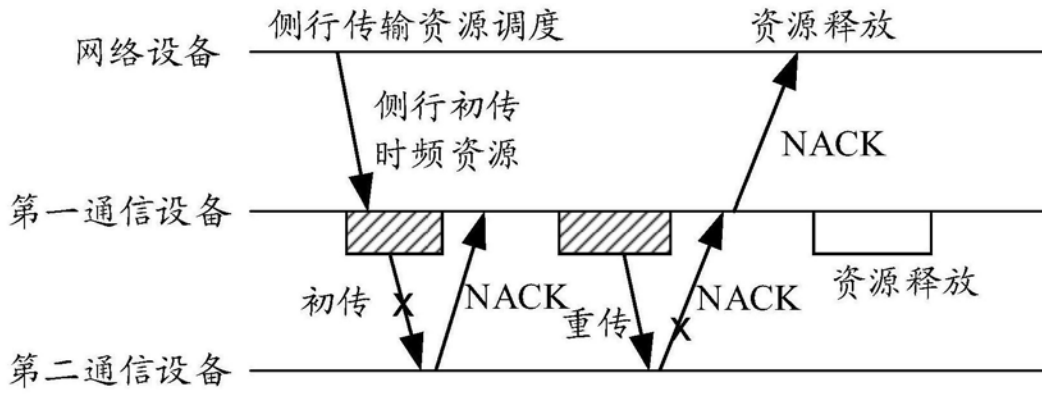 侧行传输资源调度
资源释放
网络设备
侧行初传
时频资源
NACK
第一通信设备
初传
X
NACK
重传
X
NACK
资源释放
第二通信设备